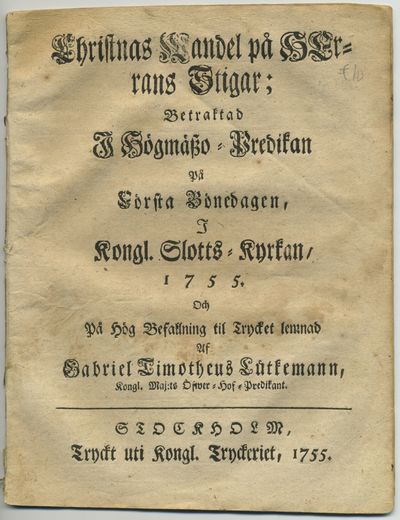 Christnas Wandel på HErr-
rans Stigar;
Betraktad
I Högmäßo-Predikan
På
Första Bönedagen,
I
Kongl. Slotts-Kyrkan/
1755.
Och
På Hög Befallning til Trycket lemnad
Af
Gabriel Timotheus Lütkemann,
Kongl. Maj:ts Öfwer-Hof-Predikant.
STOCKHOLM,
Tryckt uti Kongl. Tryckeriet, 1755.